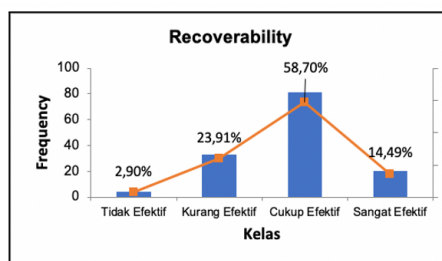 Recoverability
Frequency
100
80
60
40
20
0
2,90%
23,91%
58,70%
14,49%
Tidak Efektif
Kurang Efektif
Cukup Efektif
Sangat Efektif
Kelas